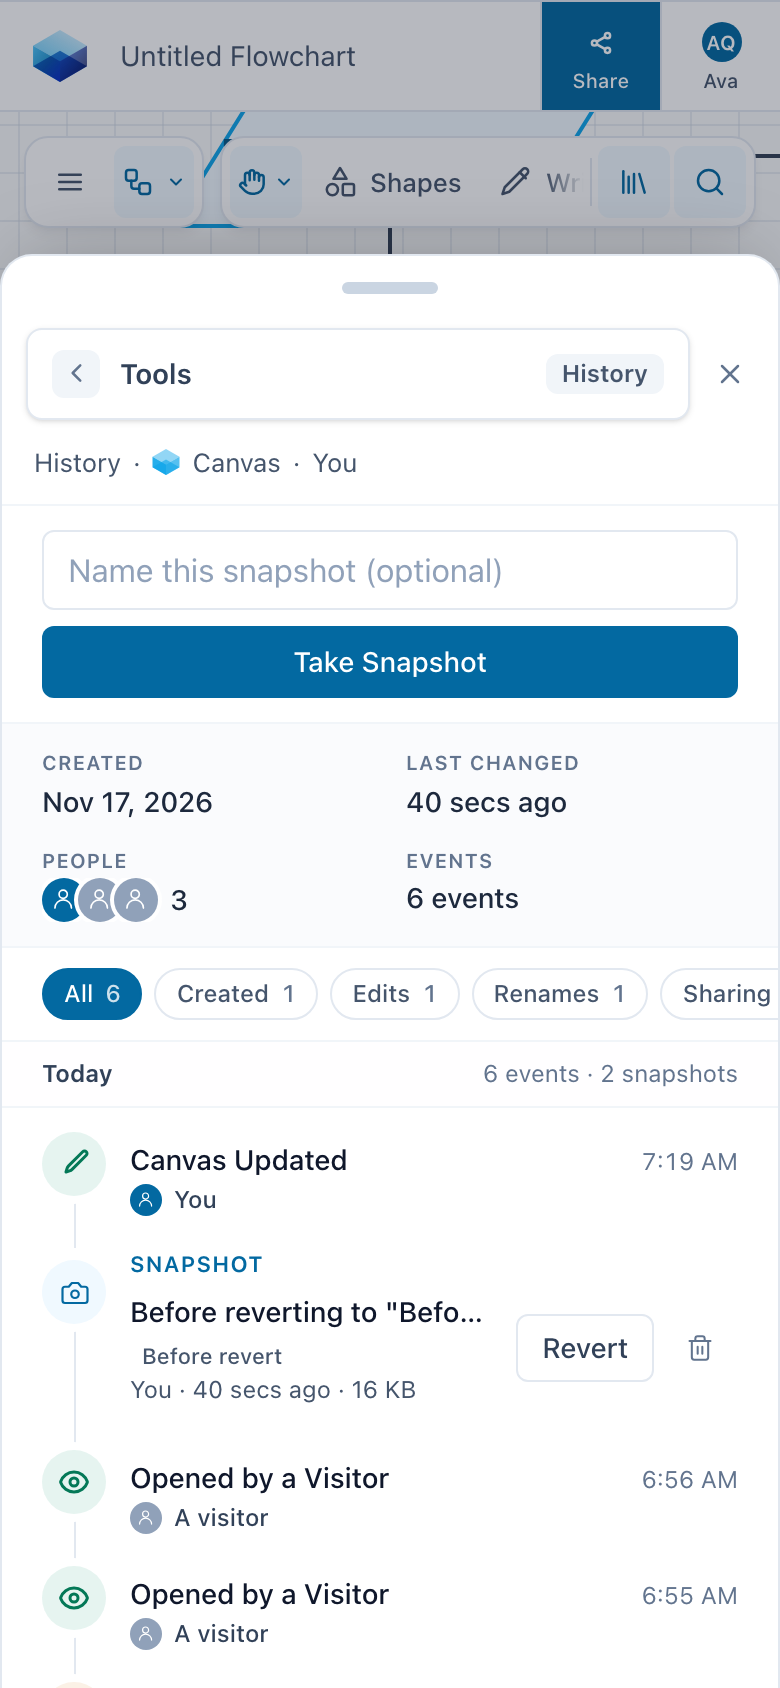 Untitled Flowchart
Share
AQ
Ava
Shapes
Wr
Tools
History
History · Canvas · You
Name this snapshot (optional)
Take Snapshot
CREATED
Nov 17, 2026
LAST CHANGED
40 secs ago
PEOPLE
3
EVENTS
6 events
All 6
Created 1
Edits 1
Renames 1
Sharing
Today
6 events · 2 snapshots
Canvas Updated
7:19 AM
You
SNAPSHOT
Before reverting to "Befo...
Before revert
You · 40 secs ago · 16 KB
Revert
Opened by a Visitor
6:56 AM
A visitor
Opened by a Visitor
6:55 AM
A visitor